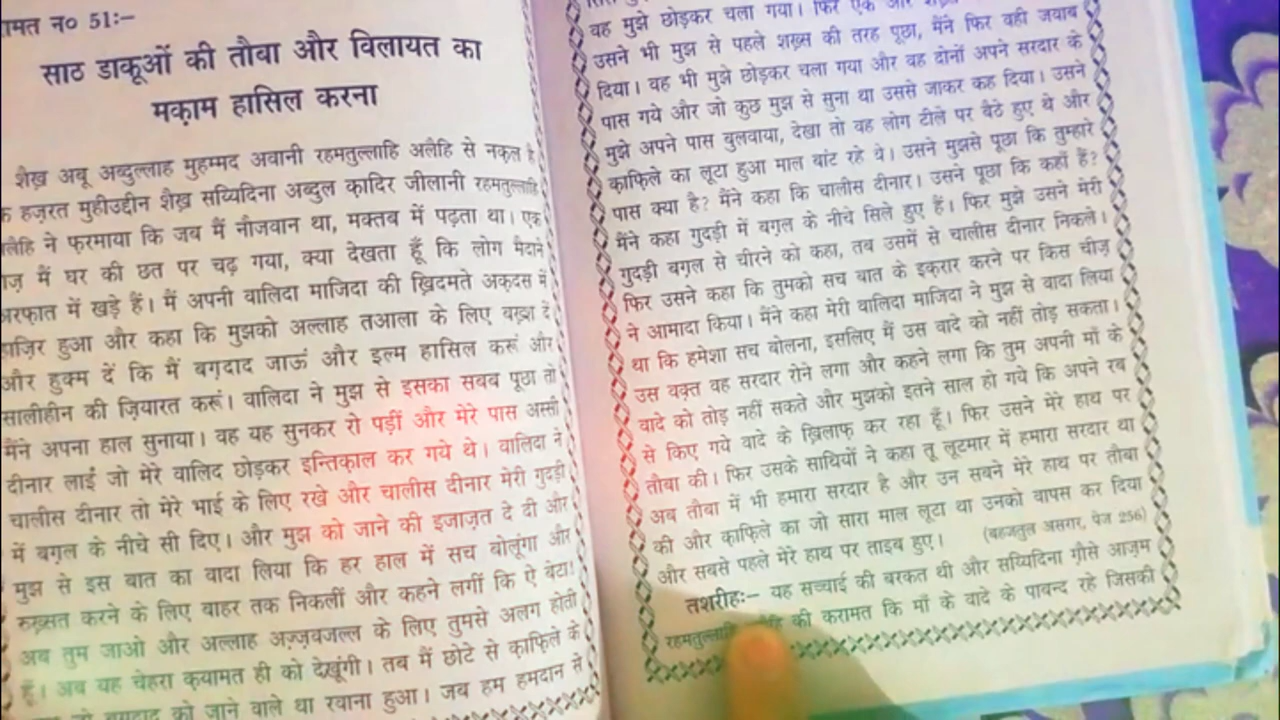 रामत न० 51:–
साठ डाकूओं की तौबा और विलायत का
मक़ाम हासिल करना
शैख़ अबू अब्दुल्लाह मुहम्मद अवानी रहमतुल्लाहि अलैहि से नक़ल है
हज़रत मुहीउद्दीन शैख़ सय्यिदिना अब्दुल क़ादिर जीलानी रहमतुल्लाहि
लैहि ने फ़रमाया कि जब मैं नौजवान था, मक्तब में पढ़ता था। एक
मैं घर की छत पर चढ़ गया, क्या देखता हूँ कि लोग मैदाने
अरफ़ात में खड़े हैं। मैं अपनी वालिदा माजिदा की ख़िदमते अक़दस में
हाज़िर हुआ और कहा कि मुझको अल्लाह तआला के लिए बख़्श दे
और हुक्म दें कि मैं बग़दाद जाऊं और इल्म हासिल करूं और
सालीहीन की ज़ियारत करूं। वालिदा ने मुझ से इसका सबब पूछा तो
मैंने अपना हाल सुनाया। वह यह सुनकर रो पड़ीं और मेरे पास अस्सी
दीनार लाईं जो मेरे वालिद छोड़कर इन्तिक़ाल कर गये थे। वालिदा ने
चालीस दीनार तो मेरे भाई के लिए रखे और चालीस दीनार मेरी गुदड़ी
में बग़ल के नीचे सी दिए। और मुझ को जाने की इजाज़त दे दी और
मुझ से इस बात का वादा लिया कि हर हाल में सच बोलूंगा और
रुख़्सत करने के लिए बाहर तक निकलीं और कहने लगीं कि ऐ बेटा!
अब तुम जाओ और अल्लाह अज़्ज़वजल्ल के लिए तुमसे अलग होती
हूँ। अब यह चेहरा क़यामत ही को देखूंगी। तब मैं छोटे से क़ाफ़िले के
बग़दाद को जाने वाले था रवाना हुआ। जब हम हमदान से
वह मुझे छोड़कर चला गया। फिर एक और शख़्स
उसने भी मुझ से पहले शख़्स की तरह पूछा, मैंने फिर वही जवाब
दिया। वह भी मुझे छोड़कर चला गया और वह दोनों अपने सरदार के
पास गये और जो कुछ मुझ से सुना था उससे जाकर कह दिया। उसने
मुझे अपने पास बुलवाया, देखा तो वह लोग टीले पर बैठे हुए थे और
क़ाफ़िले का लूटा हुआ माल बांट रहे थे। उसने मुझसे पूछा कि तुम्हारे
पास क्या है? मैंने कहा कि चालीस दीनार। उसने पूछा कि कहाँ हैं?
मैंने कहा गुदड़ी में बग़ल के नीचे सिले हुए हैं। फिर मुझे उसने मेरी
गुदड़ी बग़ल से चीरने को कहा, तब उसमें से चालीस दीनार निकले।
फिर उसने कहा कि तुमको सच बात के इक़रार करने पर किस चीज़
ने आमादा किया। मैंने कहा मेरी वालिदा माजिदा ने मुझ से वादा लिया
था कि हमेशा सच बोलना, इसलिए मैं उस वादे को नहीं तोड़ सकता।
उस वक़्त वह सरदार रोने लगा और कहने लगा कि तुम अपनी माँ के
वादे को तोड़ नहीं सकते और मुझको इतने साल हो गये कि अपने रब
से किए गये वादे के ख़िलाफ़ कर रहा हूँ। फिर उसने मेरे हाथ पर
तौबा की। फिर उसके साथियों ने कहा तू लूटमार में हमारा सरदार था
अब तौबा में भी हमारा सरदार है और उन सबने मेरे हाथ पर तौबा
की और क़ाफ़िले का जो सारा माल लूटा था उनको वापस कर दिया
और सबसे पहले मेरे हाथ पर ताइब हुए। (बहजतुल असरार, पेज 256)
तशरीहः– यह सच्चाई की बरकत थी और सय्यिदिना ग़ौसे आज़म
रहमतुल्लाहि की करामत कि माँ के वादे के पाबन्द रहे जिसकी